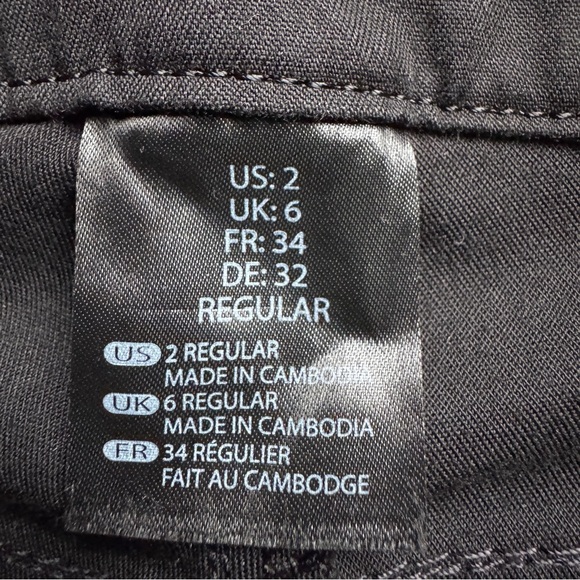 US: 2
UK: 6
FR: 34
DE: 32
REGULAR
US 2 REGULAR
MADE IN CAMBODIA
UK 6 REGULAR
MADE IN CAMBODIA
FR 34 RÉGULIER
FAIT AU CAMBODGE